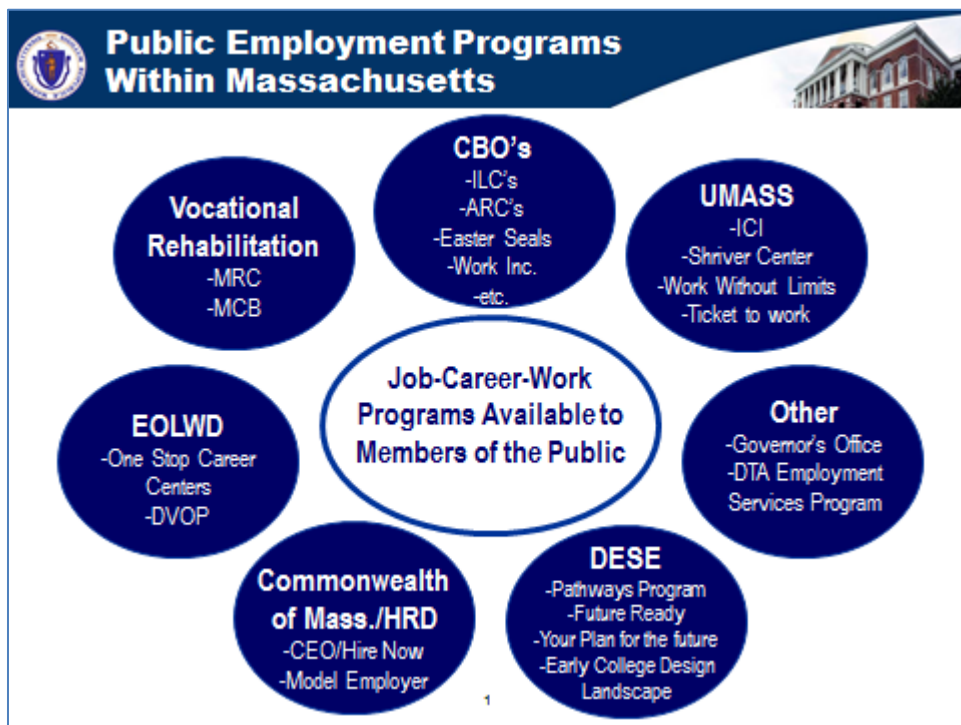 Public Employment Programs
Within Massachusetts
CBO's
-ILC's
-ARC's
-Easter Seals
-Work Inc.
-etc.
Vocational
Rehabilitation
-MRC
-MCB
UMASS
-ICI
-Shriver Center
-Work Without Limits
-Ticket to work
Job-Career-Work
Programs Available to
Members of the Public
EOLWD
-One Stop Career
Centers
-DVOP
Other
-Governor's Office
-DTA Employment
Services Program
Commonwealth
of Mass./HRD
-CEO/Hire Now
-Model Employer
DESE
-Pathways Program
-Future Ready
-Your Plan for the future
-Early College Design
Landscape
1